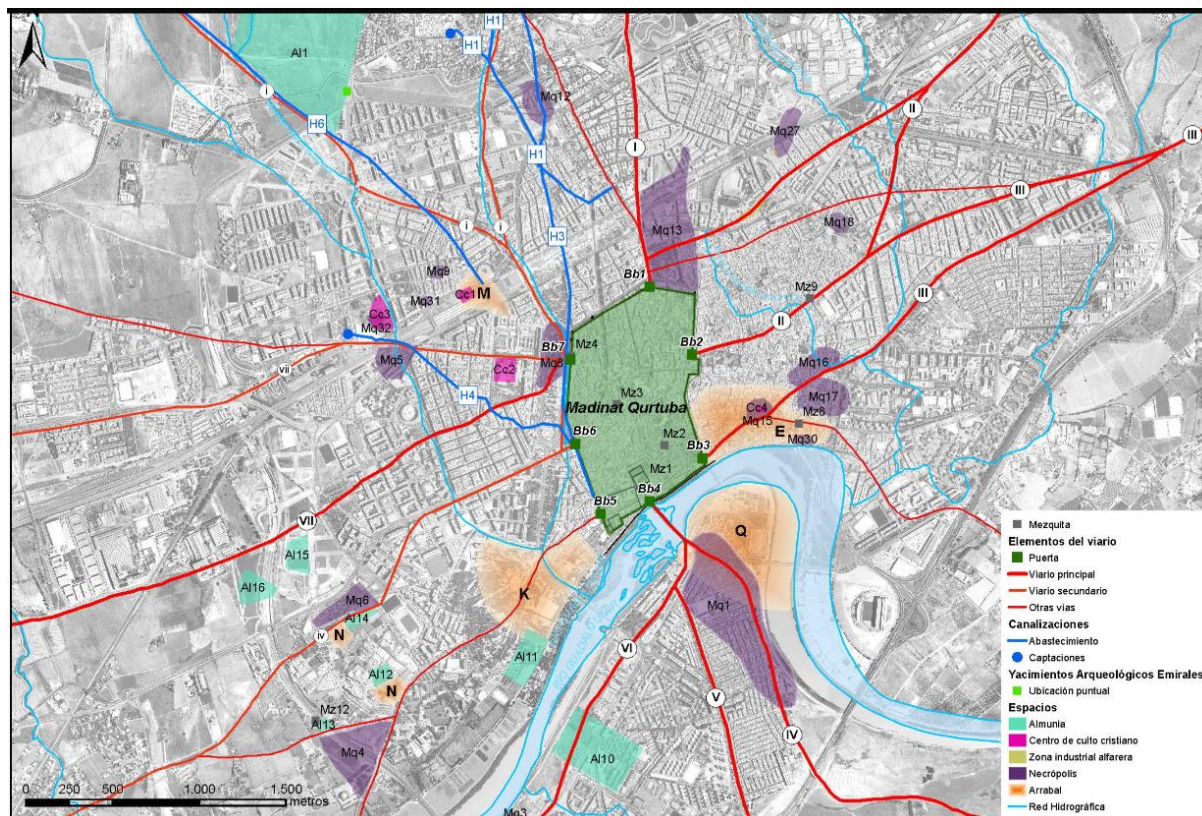 H1
Al1
H1
i
H6
H1
Mq12
I
II
Mq27
III
H3
i
i
Mq13
III
Mq18
Mq9
Cc1
M
Mq31
Bb1
Mz9
III
Cc3
Mq32
II
Bb7
Mz4
Bb2
Mq5
vii
Cc2
Mq8
Mq16
H4
Mz3
Madinat Qurtuba
Mq17
Cc4
Mz8
Mq15
Bb6
Mz2
E
Mq30
Bb3
Mz1
Bb5
Bb4
VII
Q
Al15
Al16
K
Mq6
Mq1
Al14
iv
N
Al11
VI
Al12
N
V
Mz12
Al13
IV
Mq4
Al10
Mq3
0 250 500 1.000 1.500
metros
Mezquita
Elementos del viario
Puerta
Viario principal
Viario secundario
Otras vías
Canalizaciones
Abastecimiento
Captaciones
Yacimientos Arqueológicos Emirales
Ubicación puntual
Espacios
Almunia
Centro de culto cristiano
Zona industrial alfarera
Necrópolis
Arrabal
Red Hidrográfica